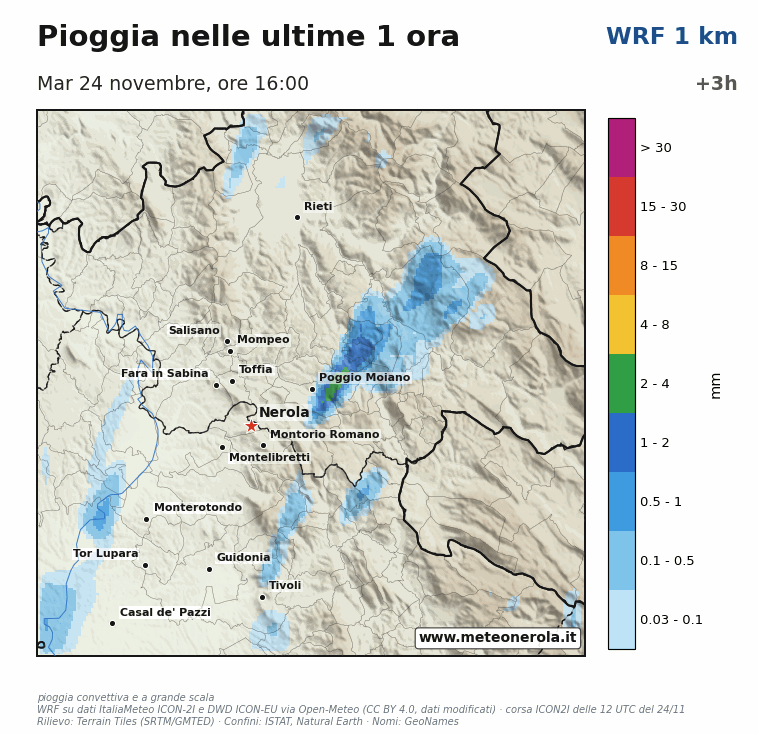 Pioggia nelle ultime 1 ora
WRF 1 km
Mar 24 novembre, ore 16:00
+3h
> 30
15 - 30
8 - 15
4 - 8
2 - 4
1 - 2
0.5 - 1
0.1 - 0.5
0.03 - 0.1
mm
Rieti
Salisano
Mompeo
Toffia
Fara in Sabina
Poggio Moiano
Nerola
Montorio Romano
Montelibretti
Monterotondo
Tor Lupara
Guidonia
Tivoli
Casal de' Pazzi
www.meteonerola.it
pioggia convettiva e a grande scala
WRF su dati ItaliaMeteo ICON-2I e DWD ICON-EU via Open-Meteo (CC BY 4.0, dati modificati) · corsa ICON2I delle 12 UTC del 24/11
Rilievo: Terrain Tiles (SRTM/GMTED) · Confini: ISTAT, Natural Earth · Nomi: GeoNames